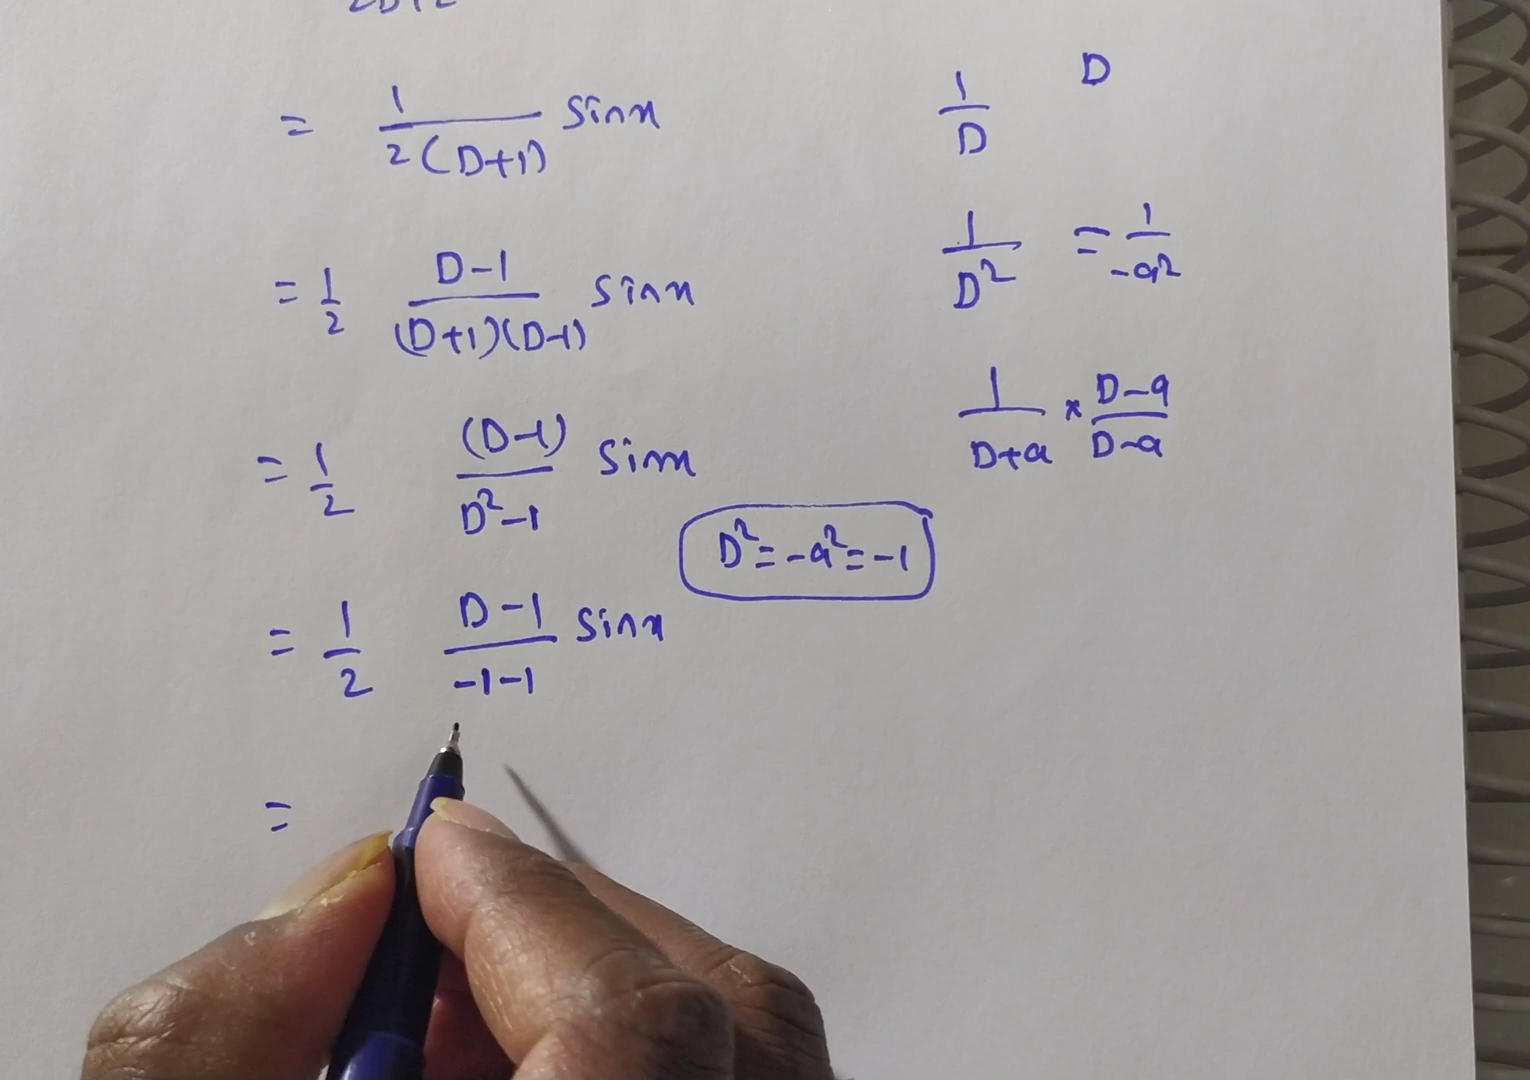 = 1/2(D+1) sinx
= 1/2 D-1/(D+1)(D-1) sinx
= 1/2 (D-1)/D²-1 sinx
D² = -a² = -1
= 1/2 D-1/-1-1 sinx
=
1/D D
1/D² = 1/-a²
1/D+a × D-a/D-a